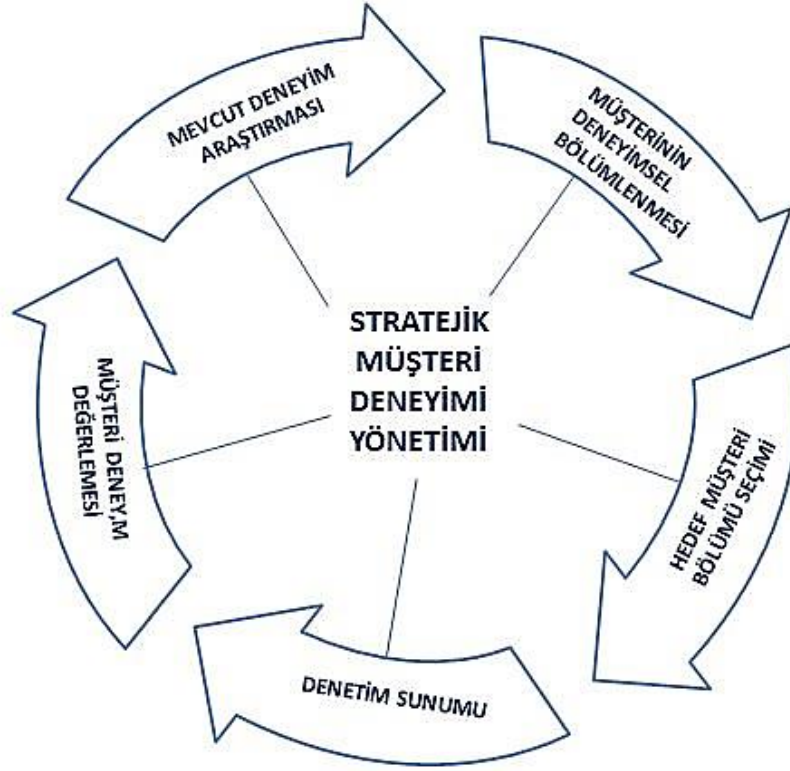 MEVCUT DENEYİM
ARAŞTIRMASI
MÜŞTERİNİN
DENEYİMSEL
BÖLÜMLENMESİ
HEDEF MÜŞTERİ
BÖLÜMÜ SEÇİMİ
DENETİM SUNUMU
MÜŞTERİ DENEY,M
DEĞERLEMESİ
STRATEJİK
MÜŞTERİ
DENEYİMİ
YÖNETİMİ